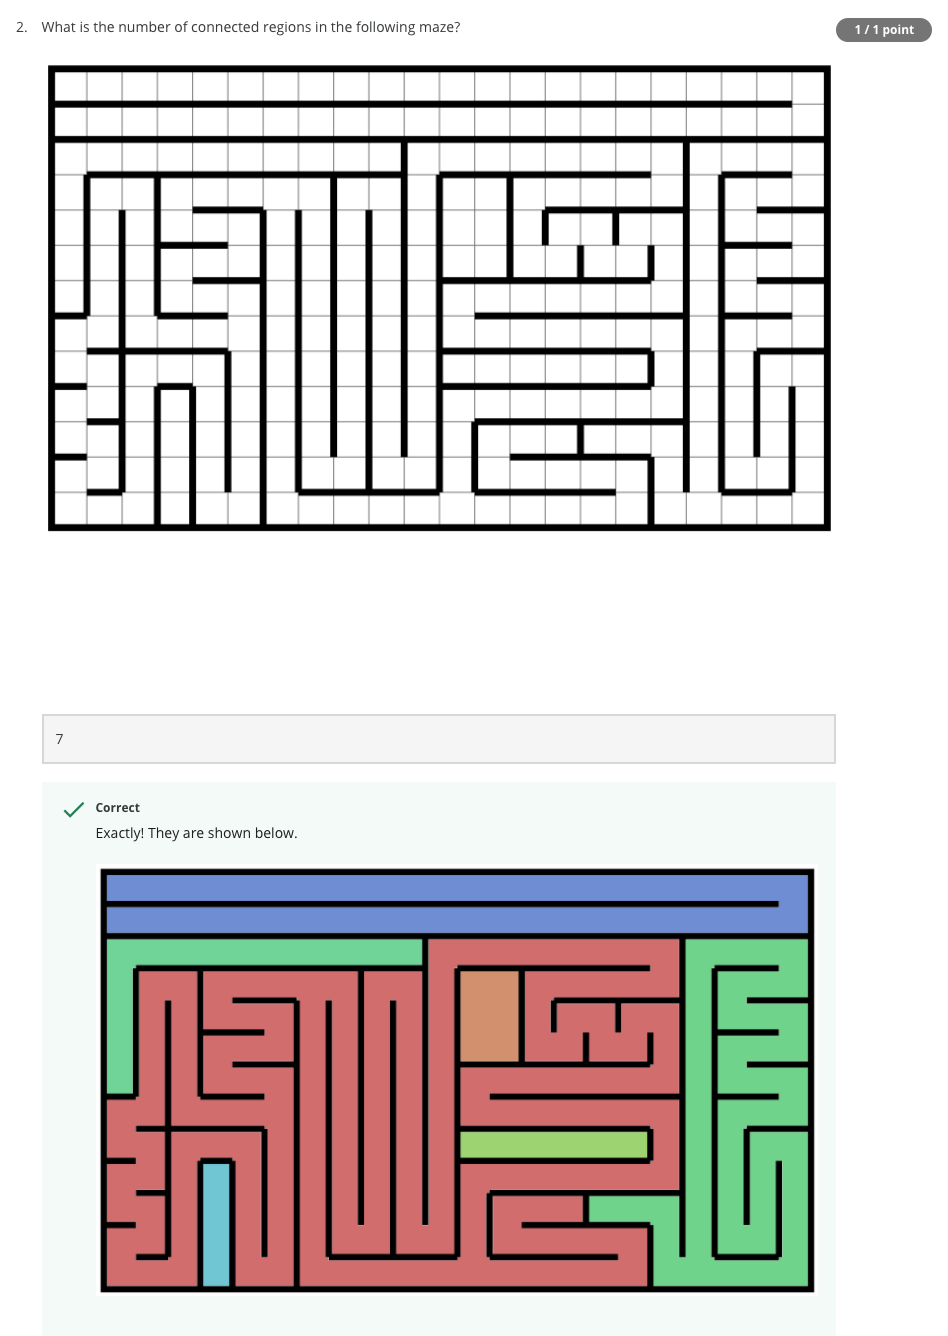 2. What is the number of connected regions in the following maze?
1 / 1 point
7
Correct
Exactly! They are shown below.